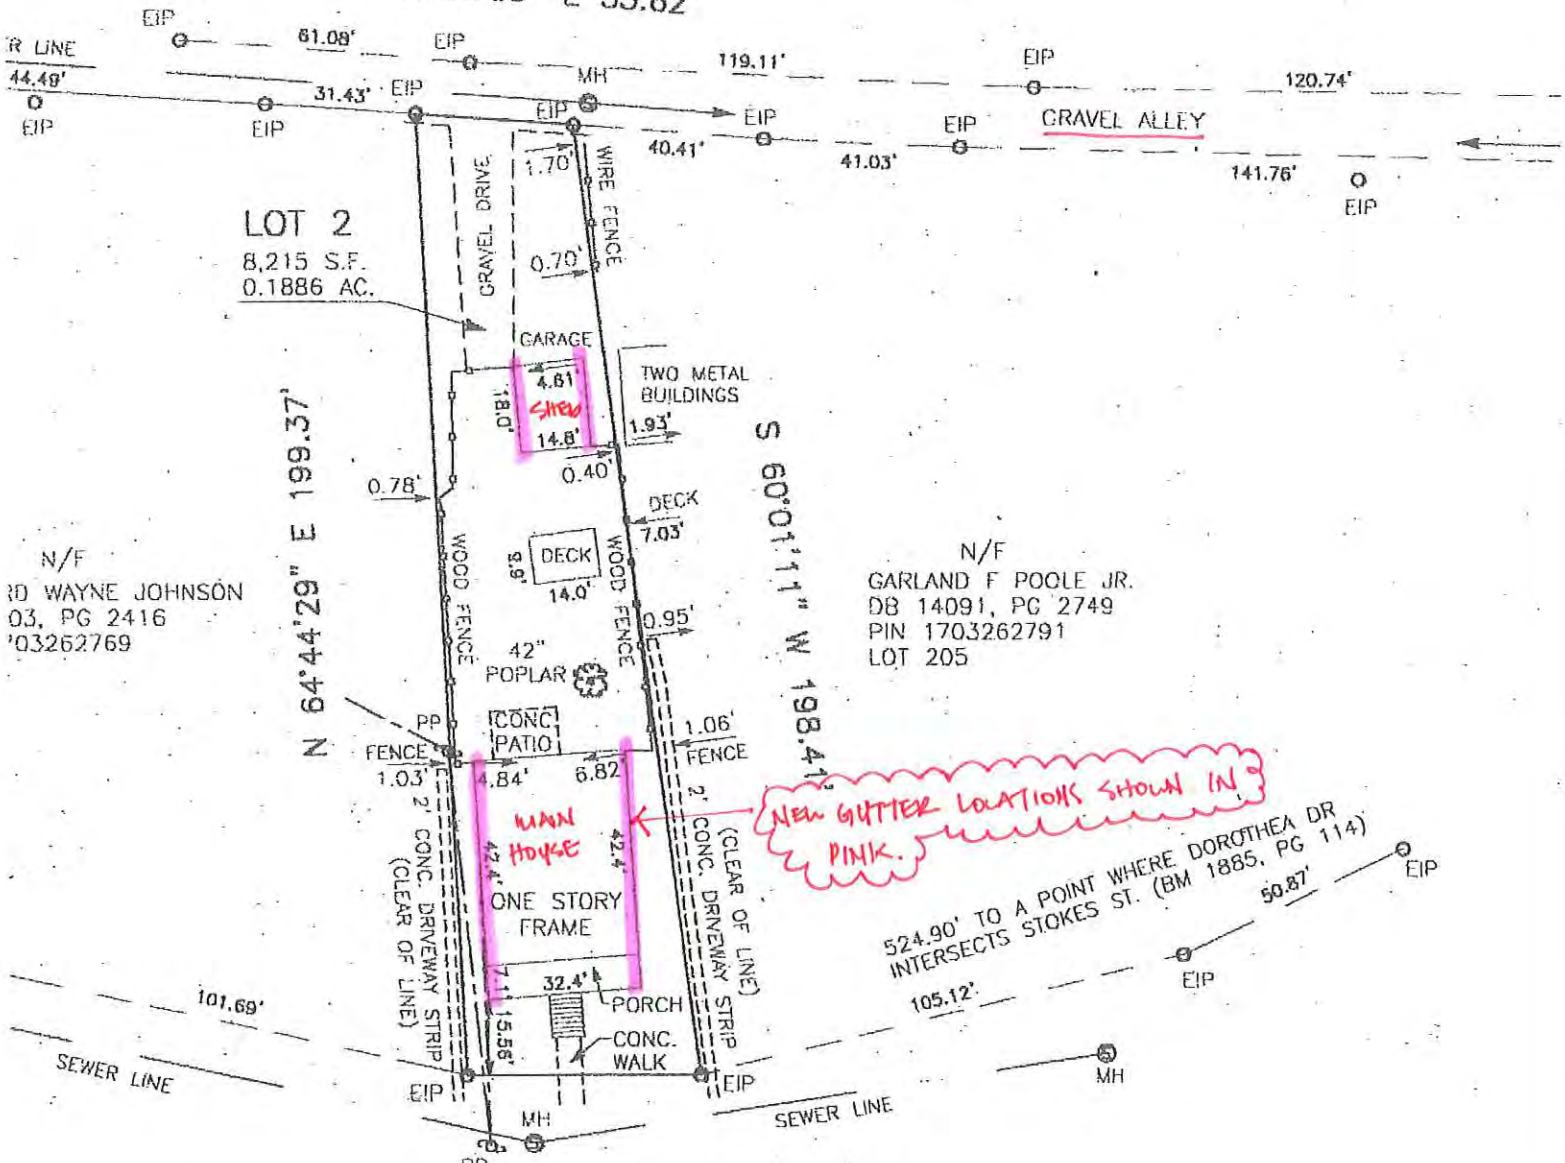 E 33.62
EIP
61.08'
EIP
119.11'
EIP
120.74'
R LINE
44.49'
EIP
EIP
31.43'
EIP
MH
EIP
EIP
40.41'
41.03'
EIP
GRAVEL ALLEY
141.76'
EIP
1.70'
WIRE FENCE
GRAVEL DRIVE
LOT 2
8,215 S.F.
0.1886 AC.
0.70'
GARAGE
4.61'
18.0'
SHED
14.8'
TWO METAL
BUILDINGS
1.93'
0.40'
0.78'
DECK
7.03'
DECK
9.9'
14.0'
WOOD FENCE
WOOD FENCE
N 64°44'29" E 199.37'
S 60°01'11" W 198.41'
N/F
RD WAYNE JOHNSON
03, PG 2416
703262769
N/F
GARLAND F POOLE JR.
DB 14091, PG 2749
PIN 1703262791
LOT 205
0.95'
42"
POPLAR
PP
CONC
PATIO
FENCE
1.03'
4.84'
6.82'
1.06'
FENCE
MAIN
HOUSE
42.4'
42.4'
ONE STORY
FRAME
NEW GUTTER LOCATIONS SHOWN IN
PINK.
2' CONC. DRIVEWAY STRIP
(CLEAR OF LINE)
2' CONC. DRIVEWAY STRIP
(CLEAR OF LINE)
524.90' TO A POINT WHERE DOROTHEA DR
INTERSECTS STOKES ST. (BM 1885, PG 114)
50.87'
EIP
EIP
105.12'
7.1'
32.4'
PORCH
15.56'
CONC.
WALK
101.69'
SEWER LINE
EIP
EIP
MH
SEWER LINE
MH